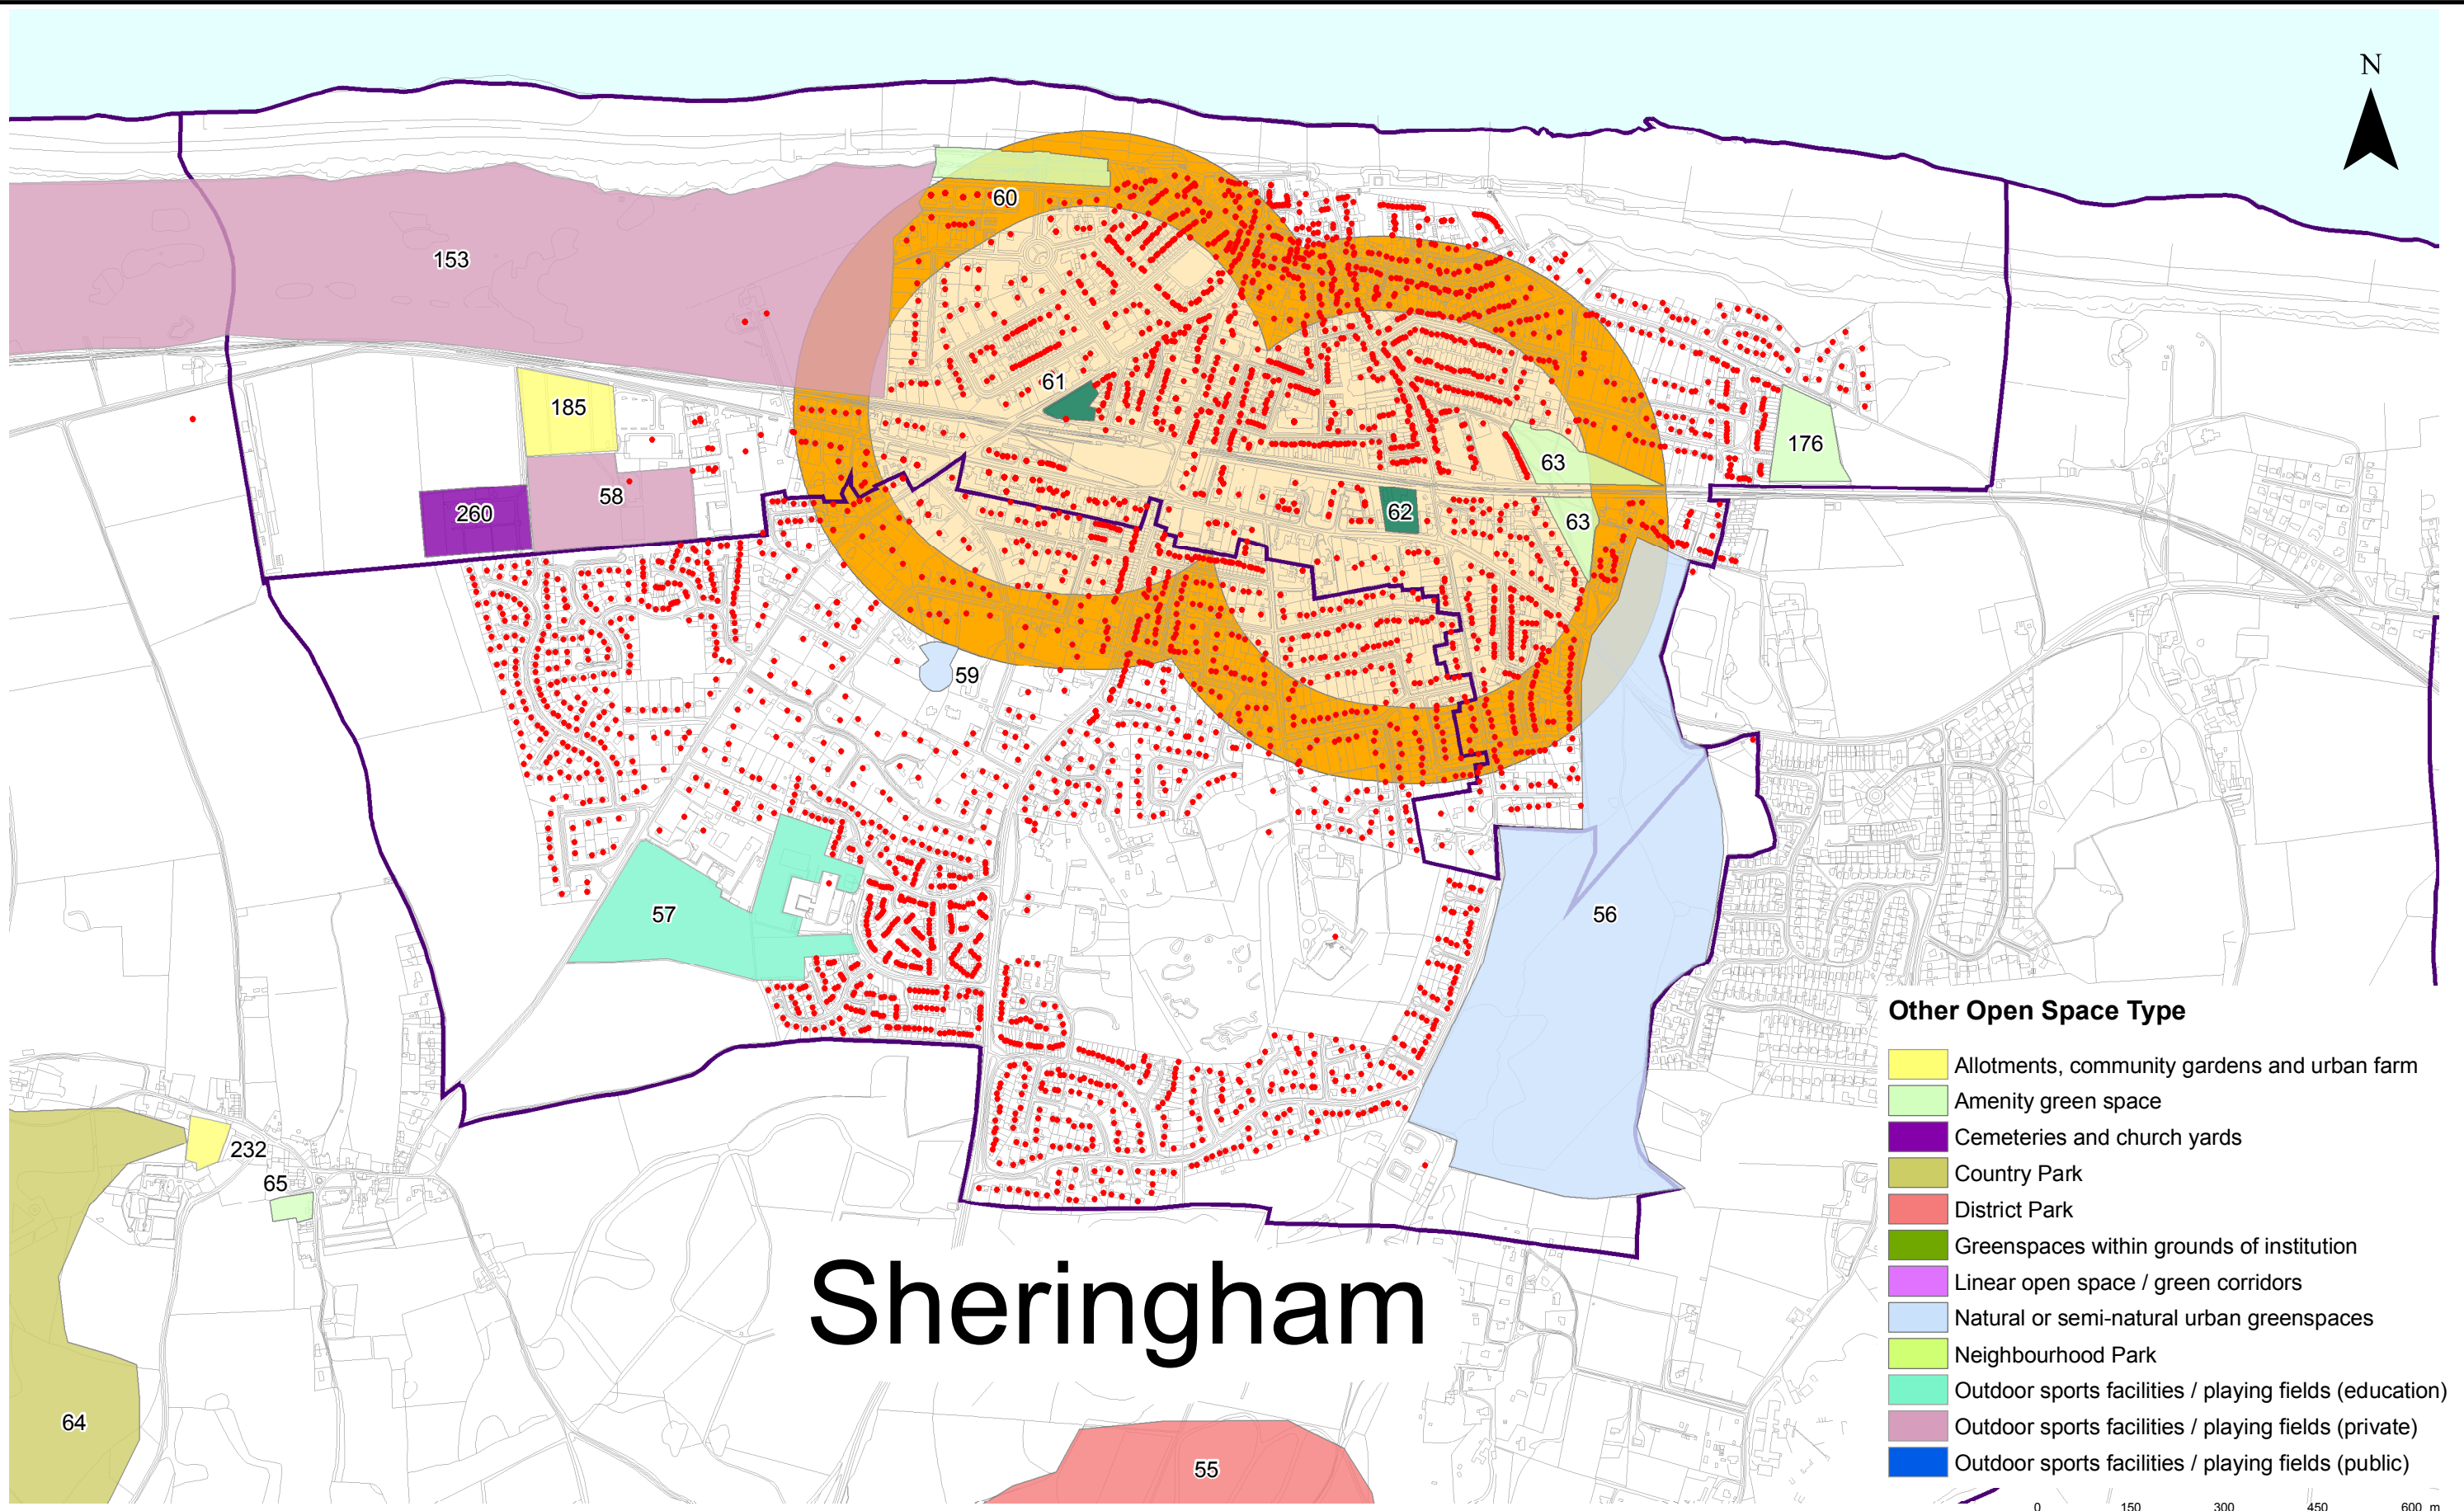 N
60
153
61
185
176
63
58
62
260
63
59
57
56
Other Open Space Type
Allotments, community gardens and urban farm
Amenity green space
Cemeteries and church yards
Country Park
District Park
Greenspaces within grounds of institution
Linear open space / green corridors
Natural or semi-natural urban greenspaces
Neighbourhood Park
Outdoor sports facilities / playing fields (education)
Outdoor sports facilities / playing fields (private)
Outdoor sports facilities / playing fields (public)
232
65
Sheringham
64
55
0 150 300 450 600 m